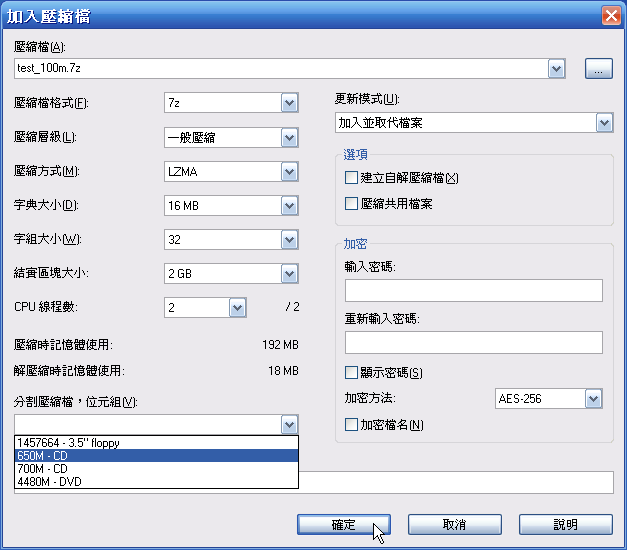 加入壓縮檔
壓縮檔(A):
test_100m.7z
...
壓縮檔格式(F):
7z
壓縮層級(L):
一般壓縮
壓縮方式(M):
LZMA
字典大小(D):
16 MB
字組大小(W):
32
結實區塊大小:
2 GB
CPU 線程數:
2
/ 2
壓縮時記憶體使用:
192 MB
解壓縮時記憶體使用:
18 MB
分割壓縮檔，位元組(V):
1457664 - 3.5" floppy
650M - CD
700M - CD
4480M - DVD
更新模式(U):
加入並取代檔案
選項
建立自解壓縮檔(X)
壓縮共用檔案
加密
輸入密碼:
重新輸入密碼:
顯示密碼(S)
加密方法:
AES-256
加密檔名(N)
確定
取消
說明